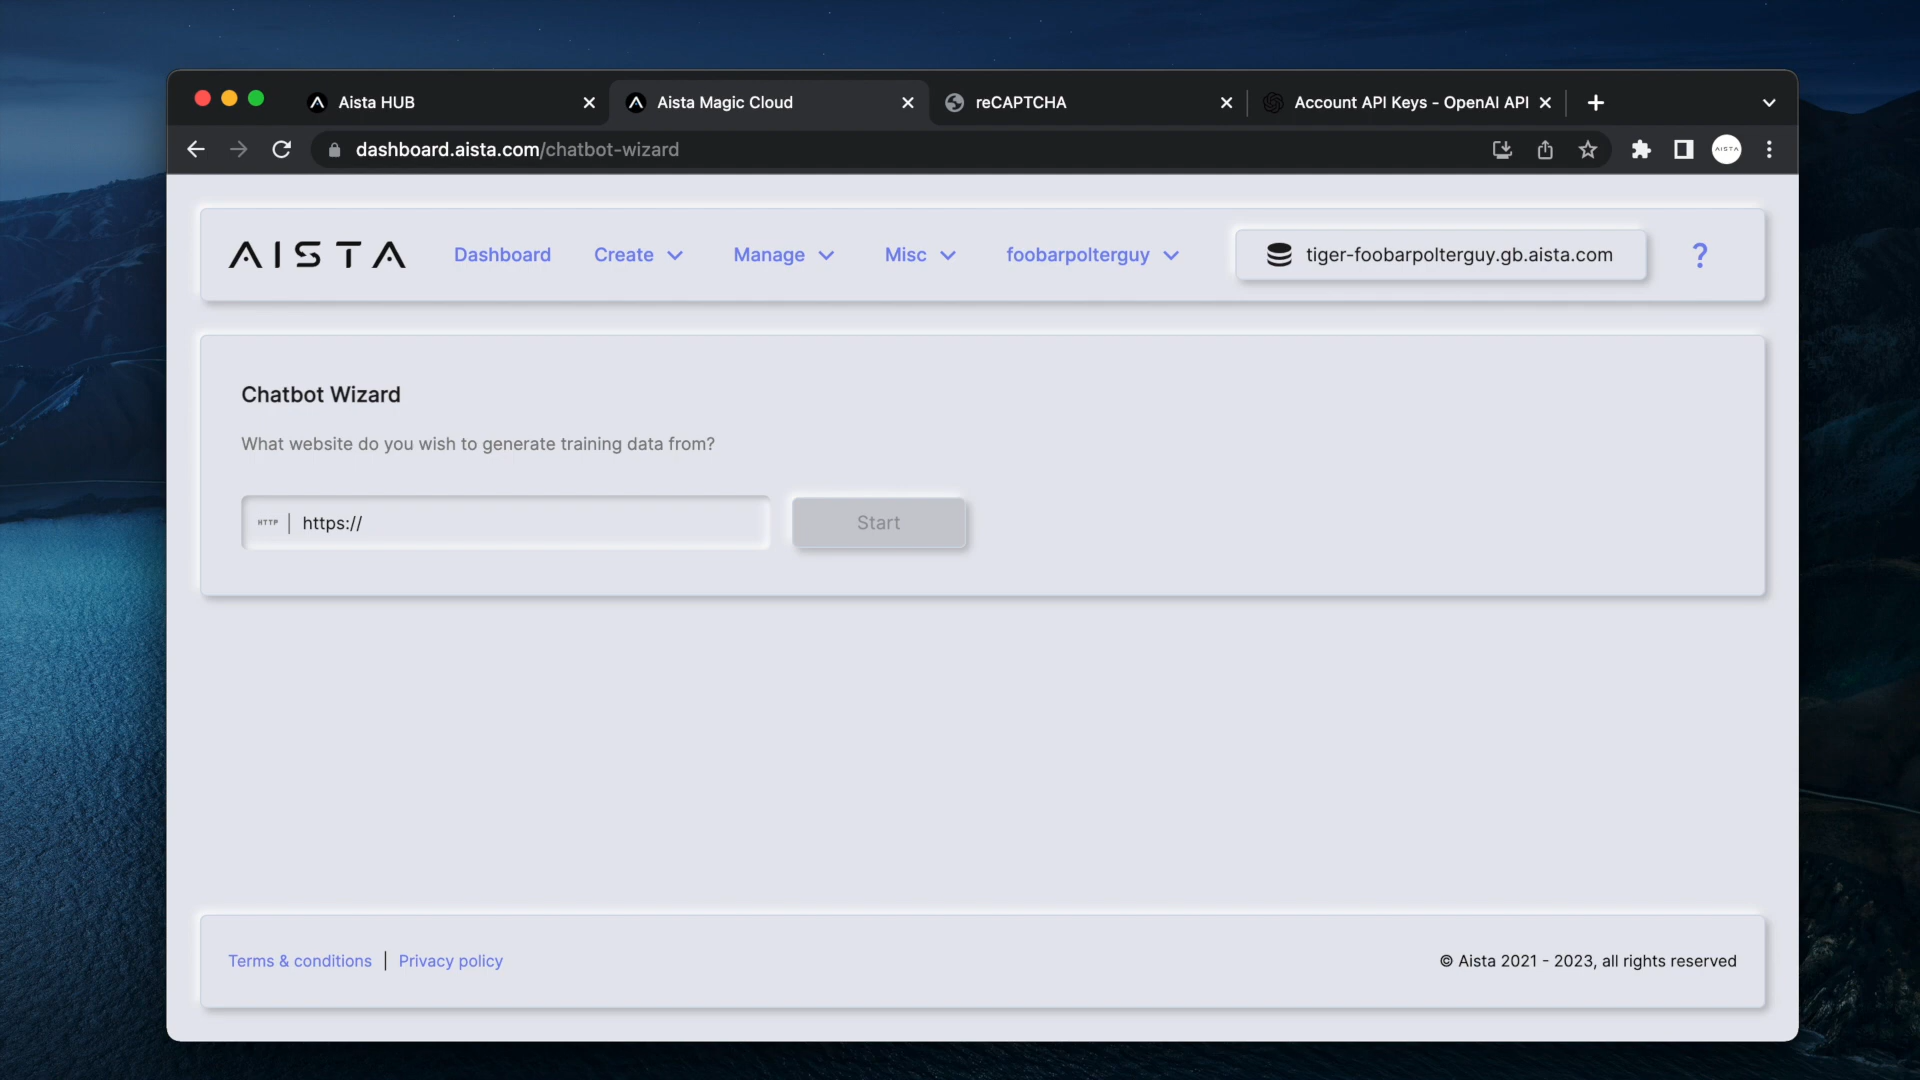 Aista HUB
Aista Magic Cloud
reCAPTCHA
Account API Keys - OpenAI API
dashboard.aista.com/chatbot-wizard
AISTA
AISTA
Dashboard
Create
Manage
Misc
foobarpolterguy
tiger-foobarpolterguy.gb.aista.com
?
Chatbot Wizard
What website do you wish to generate training data from?
HTTP
https://
Start
Terms & conditions | Privacy policy
© Aista 2021 - 2023, all rights reserved